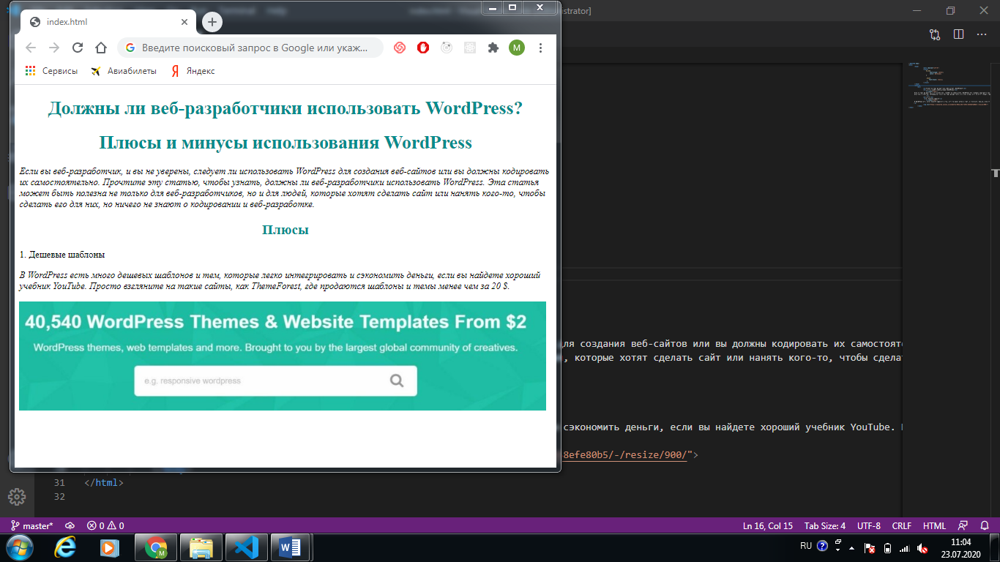 index.html
Введите поисковый запрос в Google или укаж...
M
Сервисы
Авиабилеты
Яндекс
Должны ли веб-разработчики использовать WordPress?
Плюсы и минусы использования WordPress
Если вы веб-разработчик, и вы не уверены, следует ли использовать WordPress для создания веб-сайтов или вы должны кодировать
их самостоятельно. Прочтите эту статью, чтобы узнать, должны ли веб-разработчики использовать WordPress. Эта статья
может быть полезна не только для веб-разработчиков, но и для людей, которые хотят сделать сайт или нанять кого-то, чтобы
сделать его для них, но ничего не знают о кодировании и веб-разработке.
Плюсы
1. Дешевые шаблоны
В WordPress есть много дешевых шаблонов и тем, которые легко интегрировать и сэкономить деньги, если вы найдете хороший
учебник YouTube. Просто взгляните на такие сайты, как ThemeForest, где продаются шаблоны и темы менее чем за 20 $.
40,540 WordPress Themes & Website Templates From $2
WordPress themes, web templates and more. Brought to you by the largest global community of creatives.
e.g. responsive wordpress
strator]
ля создания веб-сайтов или вы должны кодировать их самостоят
, которые хотят сделать сайт или нанять кого-то, чтобы сдела
сэкономить деньги, если вы найдете хороший учебник YouTube.
8efe80b5/-/resize/900/">
31 </html>
32
master* 0 0 Ln 16, Col 15 Tab Size: 4 UTF-8 CRLF HTML
RU 11:04
23.07.2020